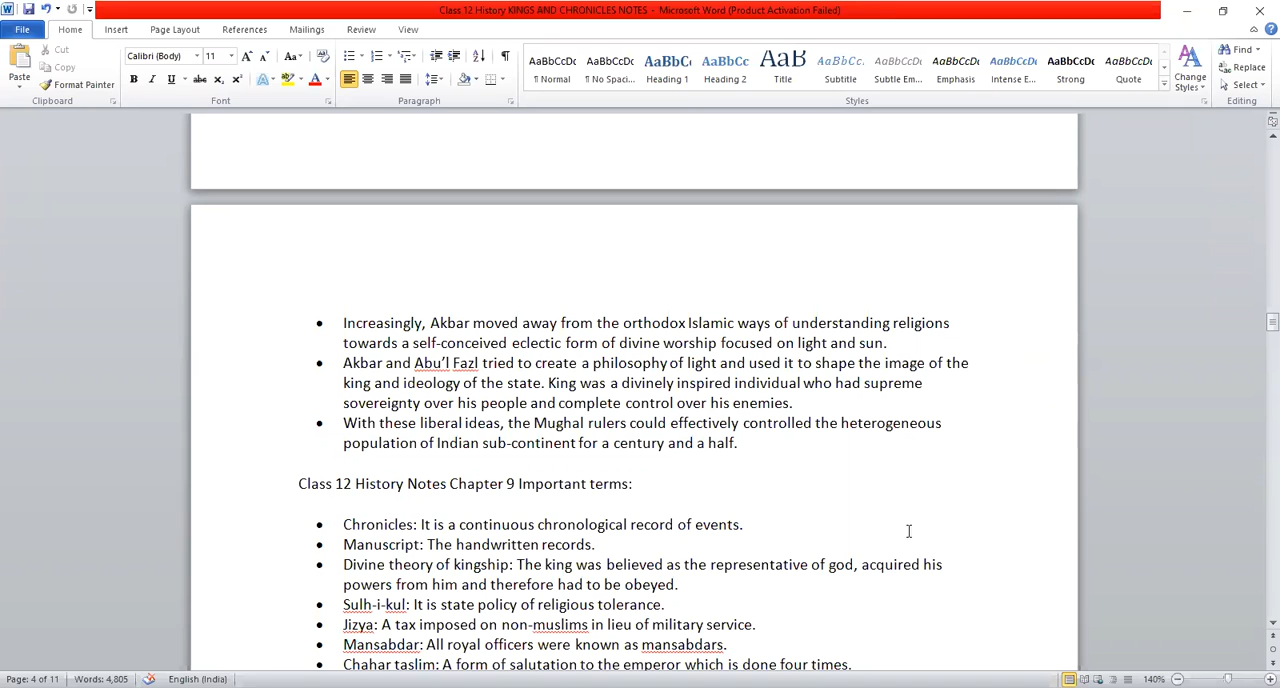 Class 12 History KINGS AND CHRONICLES NOTES - Microsoft Word (Product Activation Failed)
File Home Insert Page Layout References Mailings Review View
Paste
Cut
Copy
Format Painter
Clipboard
Calibri (Body) 11
Font
Paragraph
AaBbCcDc AaBbCcDc AaBbC AaBbCc AaB AaBbCc. AaBbCcDc AaBbCcDc AaBbCcDc AaBbCcDc AaBbCcDc
¶ Normal ¶ No Spaci... Heading 1 Heading 2 Title Subtitle Subtle Em... Emphasis Intense E... Strong Quote
Change Styles
Styles
Find
Replace
Select
Editing
• Increasingly, Akbar moved away from the orthodox Islamic ways of understanding religions
towards a self-conceived eclectic form of divine worship focused on light and sun.
• Akbar and Abu’l Fazl tried to create a philosophy of light and used it to shape the image of the
king and ideology of the state. King was a divinely inspired individual who had supreme
sovereignty over his people and complete control over his enemies.
• With these liberal ideas, the Mughal rulers could effectively controlled the heterogeneous
population of Indian sub-continent for a century and a half.
Class 12 History Notes Chapter 9 Important terms:
• Chronicles: It is a continuous chronological record of events.
• Manuscript: The handwritten records.
• Divine theory of kingship: The king was believed as the representative of god, acquired his
powers from him and therefore had to be obeyed.
• Sulh-i-kul: It is state policy of religious tolerance.
• Jizya: A tax imposed on non-muslims in lieu of military service.
• Mansabdar: All royal officers were known as mansabdars.
• Chahar taslim: A form of salutation to the emperor which is done four times.
Page: 4 of 11 Words: 4,805 English (India) 140%